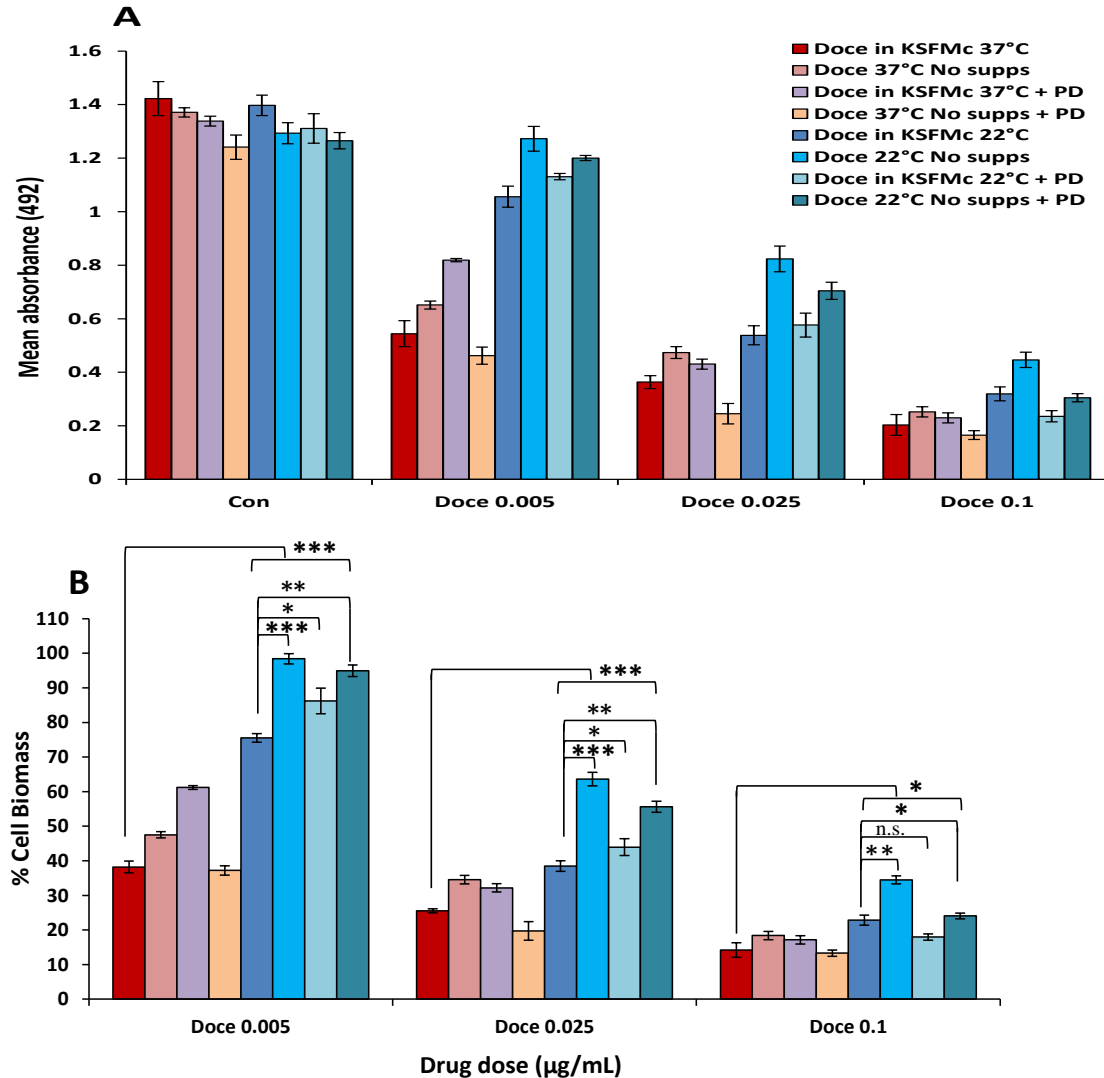 A
Mean absorbance (492)
1.6
1.4
1.2
1
0.8
0.6
0.4
0.2
0
Doce in KSFMc 37°C
Doce 37°C No supps
Doce in KSFMc 37°C + PD
Doce 37°C No supps + PD
Doce in KSFMc 22°C
Doce 22°C No supps
Doce in KSFMc 22°C + PD
Doce 22°C No supps + PD
Con Doce 0.005 Doce 0.025 Doce 0.1
B
% Cell Biomass
110
100
90
80
70
60
50
40
30
20
10
0
***
**
*
***
***
**
*
***
*
*
n.s.
**
Doce 0.005 Doce 0.025 Doce 0.1
Drug dose (µg/mL)